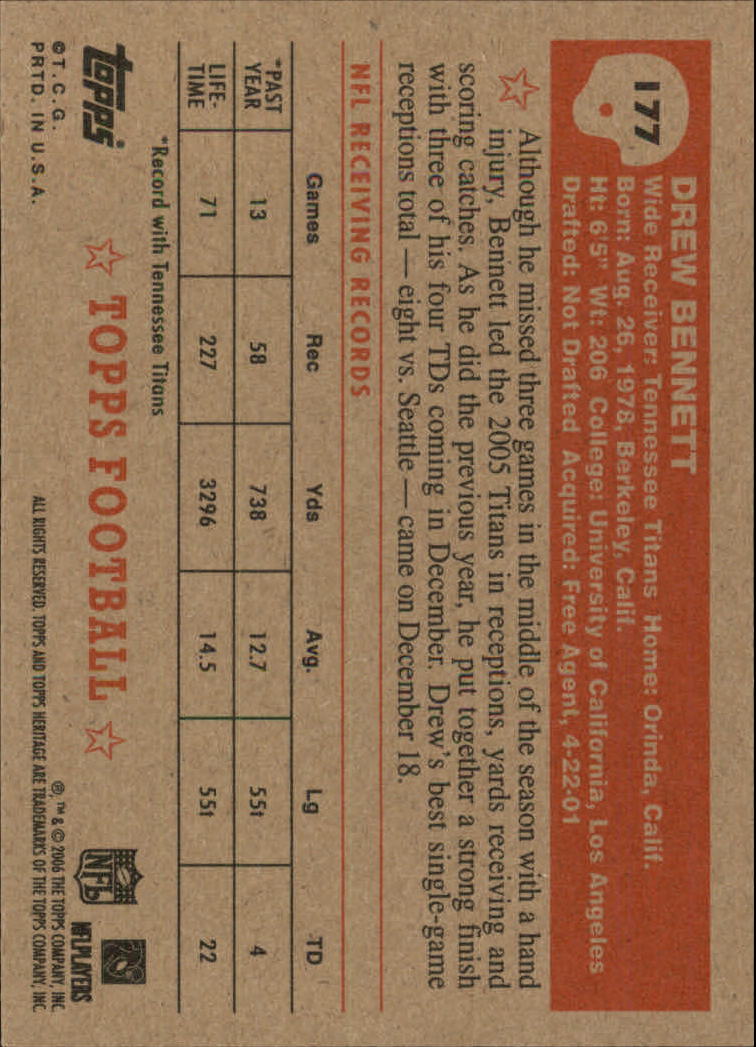 177
DREW BENNETT
Wide Receiver: Tennessee Titans Home: Orinda, Calif.
Born: Aug. 26, 1978, Berkeley, Calif.
Ht: 6'5" Wt: 206 College: University of California, Los Angeles
Drafted: Not Drafted Acquired: Free Agent, 4-22-01
Although he missed three games in the middle of the season with a hand
injury, Bennett led the 2005 Titans in receptions, yards receiving and
scoring catches. As he did the previous year, he put together a strong finish
with three of his four TDs coming in December. Drew's best single-game
receptions total — eight vs. Seattle — came on December 18.
NFL RECEIVING RECORDS
Games Rec Yds Avg. Lg TD
*PAST YEAR 13 58 738 12.7 55t 4
LIFE-TIME 71 227 3296 14.5 55t 22
*Record with Tennessee Titans
topps
TOPPS FOOTBALL
NFL
NFL PLAYERS
©T.C.G.
PRTD. IN U.S.A.
®, ™ & © 2006 THE TOPPS COMPANY, INC.
ALL RIGHTS RESERVED. TOPPS AND TOPPS HERITAGE ARE TRADEMARKS OF THE TOPPS COMPANY, INC.